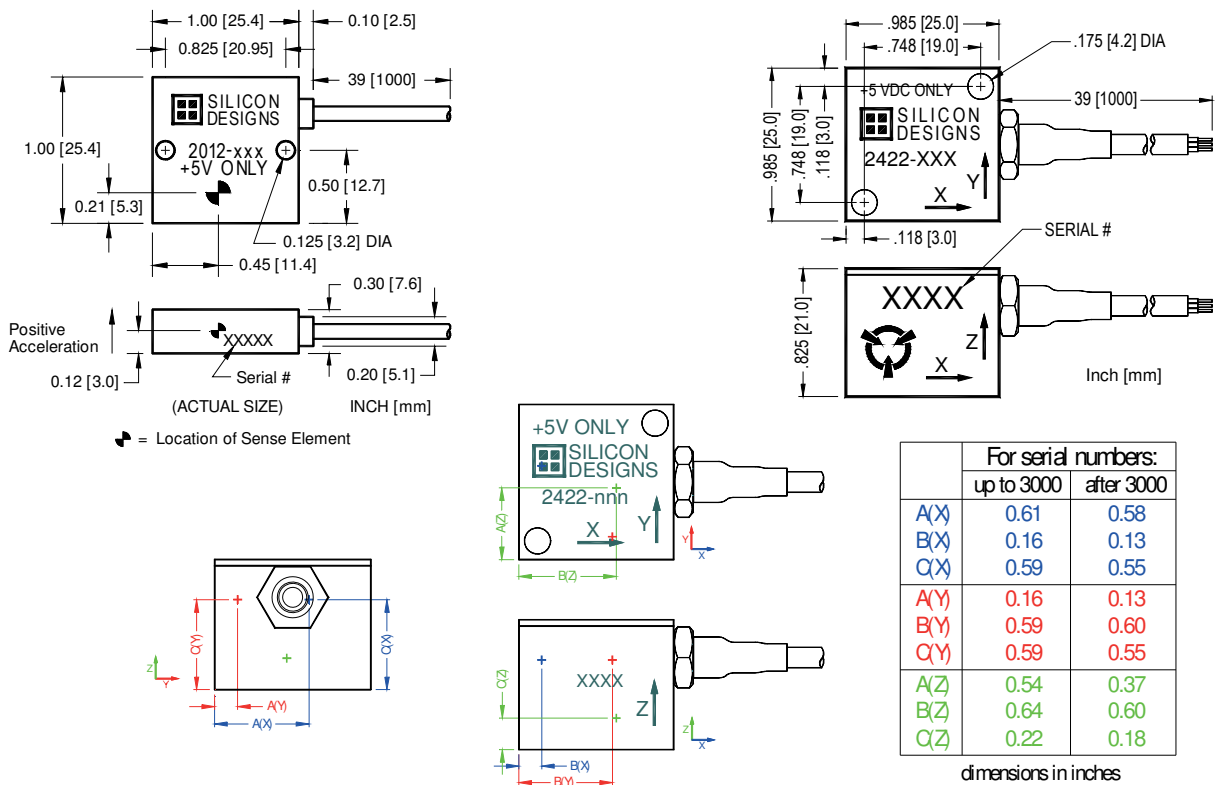 1.00 [25.4]
0.10 [2.5]
0.825 [20.95]
39 [1000]
SILICON
DESIGNS
2012-xxx
+5V ONLY
1.00 [25.4]
0.21 [5.3]
0.50 [12.7]
0.125 [3.2] DIA
0.45 [11.4]
0.30 [7.6]
Positive
Acceleration
XXXXX
0.12 [3.0]
Serial #
0.20 [5.1]
(ACTUAL SIZE)
INCH [mm]
= Location of Sense Element
.985 [25.0]
.748 [19.0]
.175 [4.2] DIA
+5 VDC ONLY
39 [1000]
SILICON
DESIGNS
2422-XXX
.985 [25.0]
.748 [19.0]
.118 [3.0]
Y
X
.118 [3.0]
SERIAL #
XXXX
.825 [21.0]
Z
X
Inch [mm]
+5V ONLY
SILICON
DESIGNS
2422-nnn
X
Y
A(Z)
B(Z)
Y
X
C(Y)
C(X)
Z
Y
A(Y)
A(X)
XXXX
Z
C(Z)
Z
X
B(X)
B(Y)
For serial numbers:
up to 3000 after 3000
A(X) 0.61 0.58
B(X) 0.16 0.13
C(X) 0.59 0.55
A(Y) 0.16 0.13
B(Y) 0.59 0.60
C(Y) 0.59 0.55
A(Z) 0.54 0.37
B(Z) 0.64 0.60
C(Z) 0.22 0.18
dimensions in inches